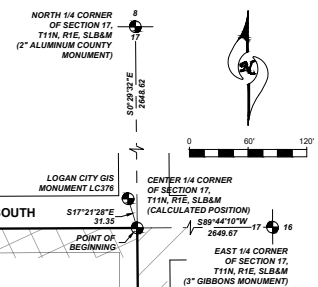 NORTH 1/4 CORNER
OF SECTION 17,
T11N, R1E, SLB&M
(2" ALUMINUM COUNTY
MONUMENT)
8
17
S0°29'32"E
2648.62
0
60'
120'
LOGAN CITY GIS
MONUMENT LC376
CENTER 1/4 CORNER
OF SECTION 17,
T11N, R1E, SLB&M
(CALCULATED POSITION)
S17°21'28"E
31.35
OUTH
POINT OF
BEGINNING
S89°44'10"W
2649.67
17
16
EAST 1/4 CORNER
OF SECTION 17,
T11N, R1E, SLB&M
(3" GIBBONS MONUMENT)